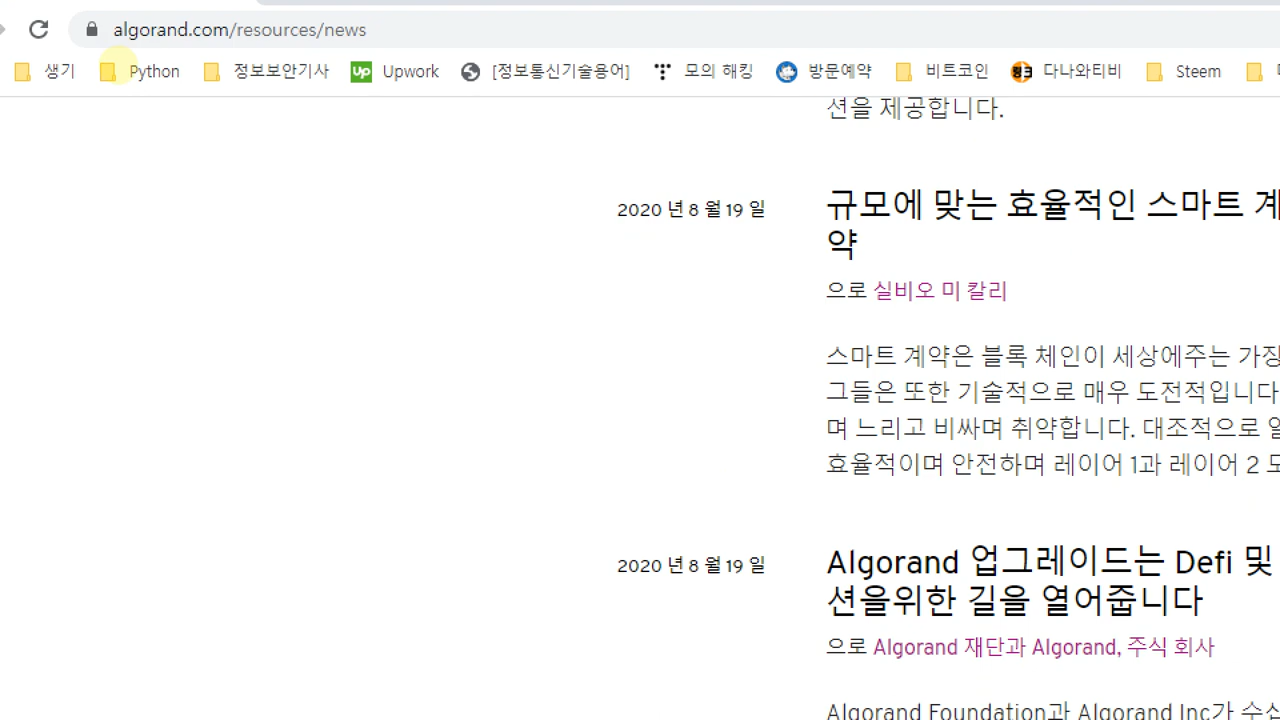 algorand.com/resources/news
생기 Python 정보보안기사 Up Upwork [정보통신기술용어] 모의 해킹 방문예약 비트코인 다나와티비 Steem
션을 제공합니다.
2020 년 8 월 19 일
규모에 맞는 효율적인 스마트 계
약
으로 실비오 미 칼리
스마트 계약은 블록 체인이 세상에주는 가장
그들은 또한 기술적으로 매우 도전적입니다
며 느리고 비싸며 취약합니다. 대조적으로
효율적이며 안전하며 레이어 1과 레이어 2
2020 년 8 월 19 일
Algorand 업그레이드는 Defi 및
션을위한 길을 열어줍니다
으로 Algorand 재단과 Algorand, 주식 회사
Algorand Foundation과 Algorand Inc가